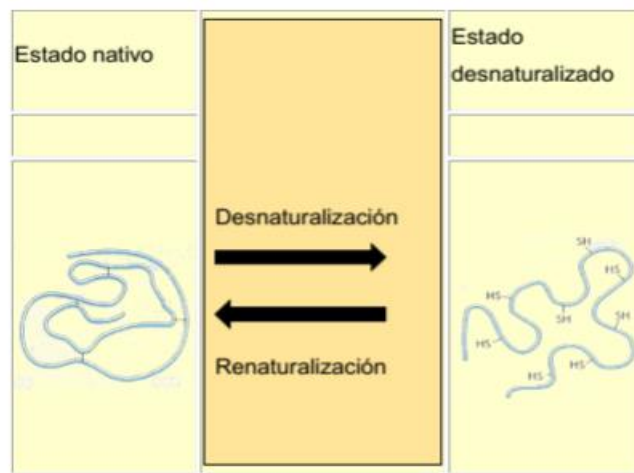 Estado nativo
Estado
desnaturalizado
Desnaturalización
Renaturalización
SH
HS
HS
SH
SH
HS
HS
HS